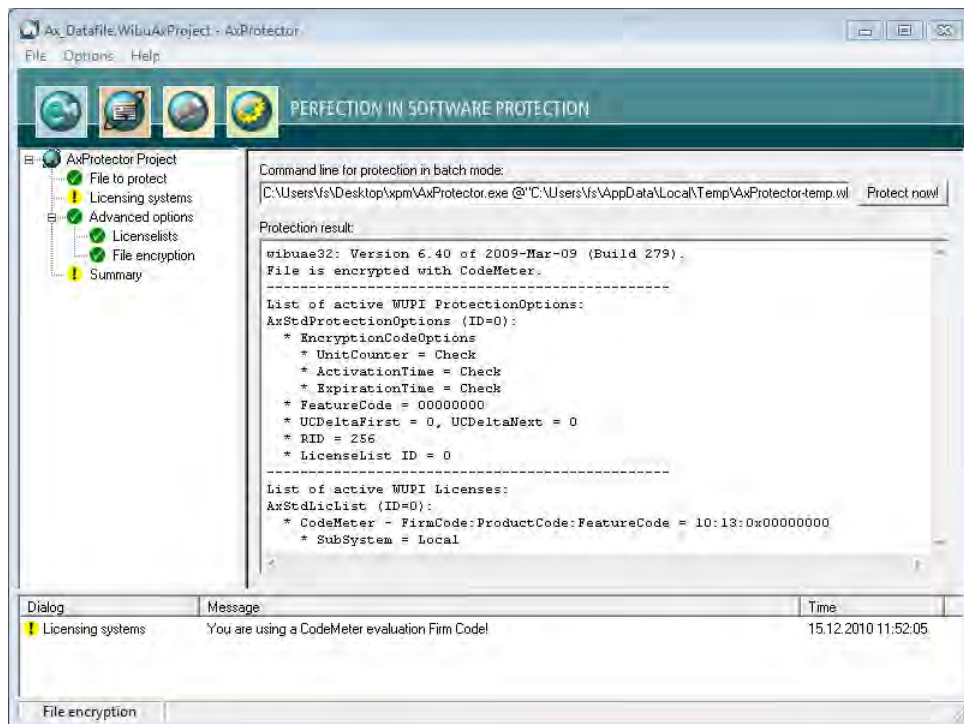 Ax_Datafile.WibuAxProject - AxProtector
File Options Help
PERFECTION IN SOFTWARE PROTECTION
AxProtector Project
File to protect
Licensing systems
Advanced options
Licenselists
File encryption
Summary
Command line for protection in batch mode:
C:\Users\fs\Desktop\xpm\AxProtector.exe @"C:\Users\fs\AppData\Local\Temp\AxProtector-temp.wl
Protect now!
Protection result:
wibuae32: Version 6.40 of 2009-Mar-09 (Build 279).
File is encrypted with CodeMeter.
------------------------------------------------
List of active WUPI ProtectionOptions:
AxStdProtectionOptions (ID=0):
* EncryptionCodeOptions
* UnitCounter = Check
* ActivationTime = Check
* ExpirationTime = Check
* FeatureCode = 00000000
* UCDeltaFirst = 0, UCDeltaNext = 0
* RID = 256
* LicenseList ID = 0
------------------------------------------------
List of active WUPI Licenses:
AxStdLicList (ID=0):
* CodeMeter - FirmCode:ProductCode:FeatureCode = 10:13:0x00000000
* SubSystem = Local
Dialog Message Time
Licensing systems You are using a CodeMeter evaluation Firm Code! 15.12.2010 11:52:05
File encryption